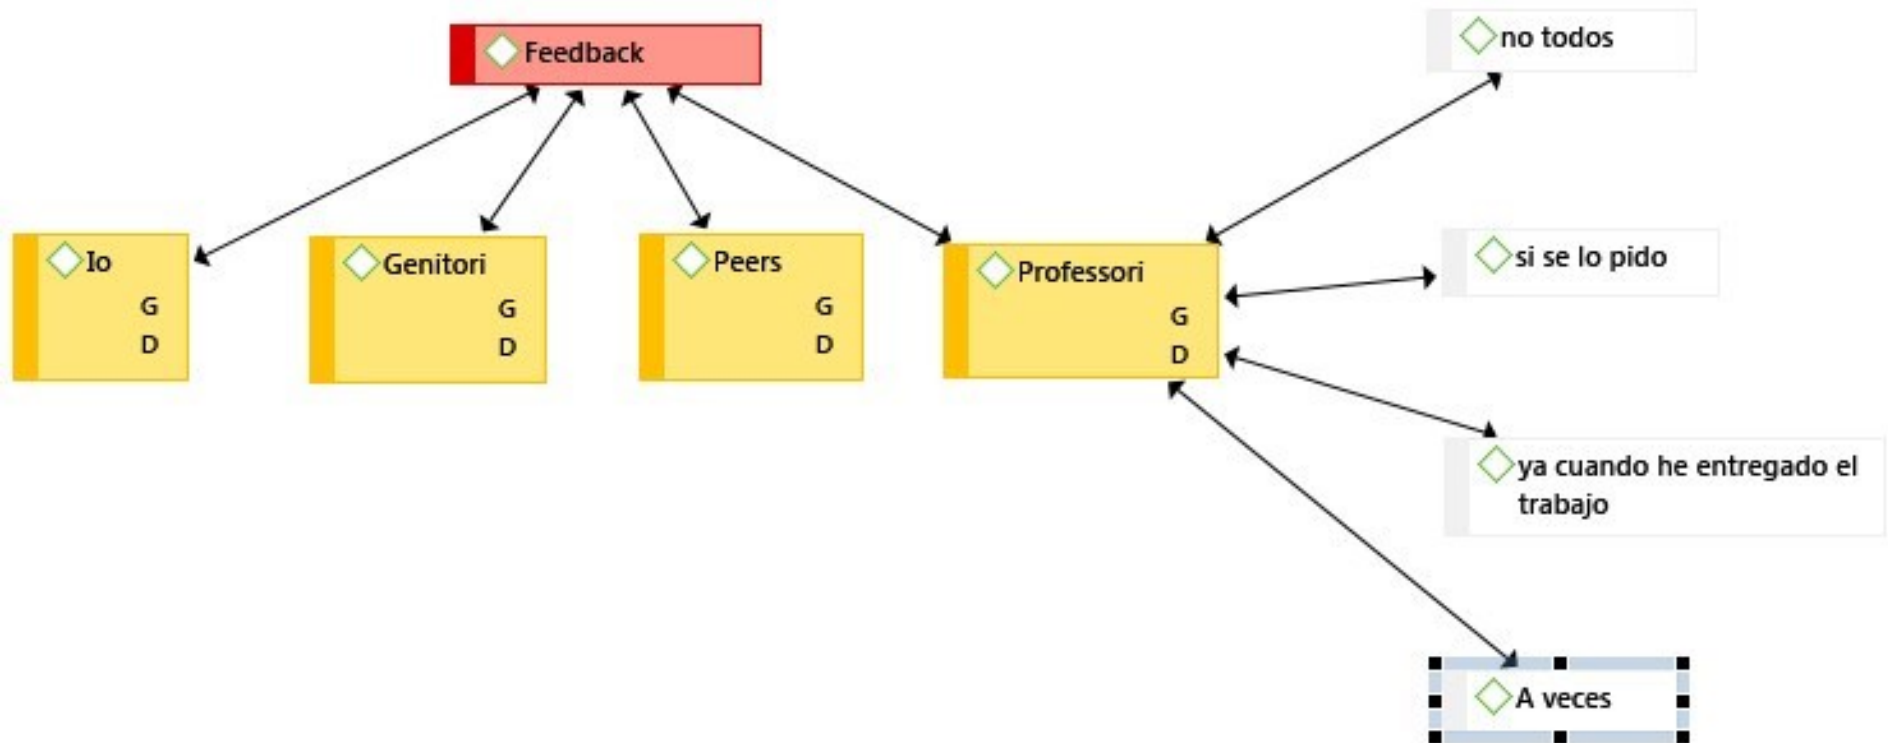 Feedback
no todos
Io
G
D
Genitori
G
D
Peers
G
D
Professori
G
D
si se lo pido
ya cuando he entregado el
trabajo
A veces